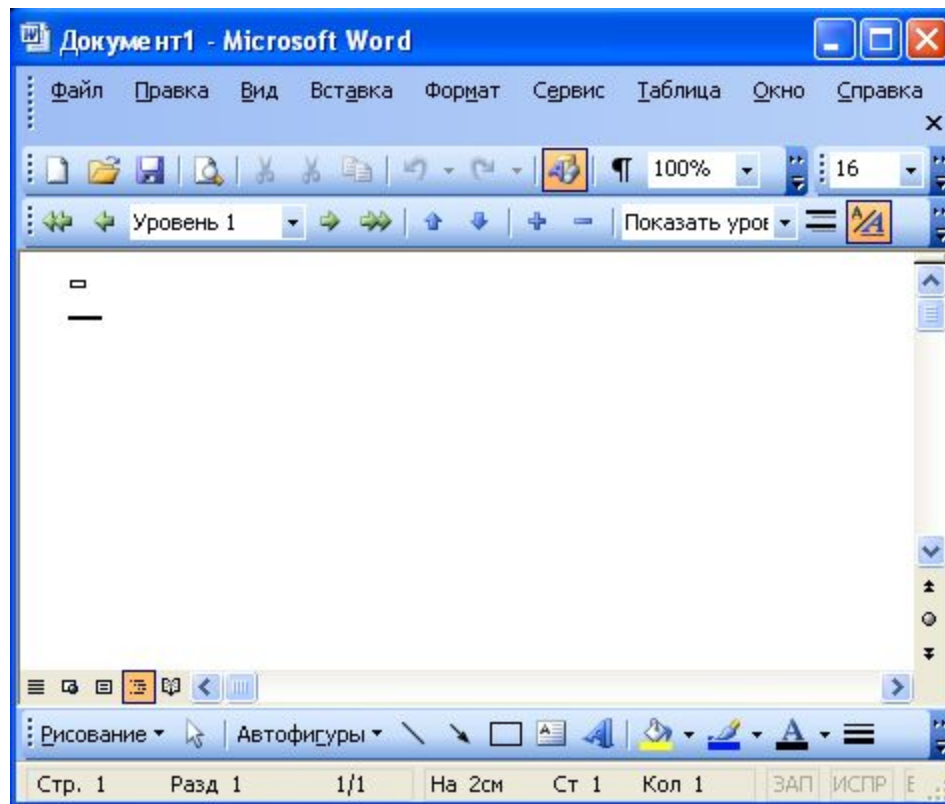 Документ1 - Microsoft Word
Файл Правка Вид Вставка Формат Сервис Таблица Окно Справка
100% 16
Уровень 1 Показать уров
Рисование Автофигуры
Стр. 1 Разд 1 1/1 На 2см Ст 1 Кол 1 ЗАП ИСПР